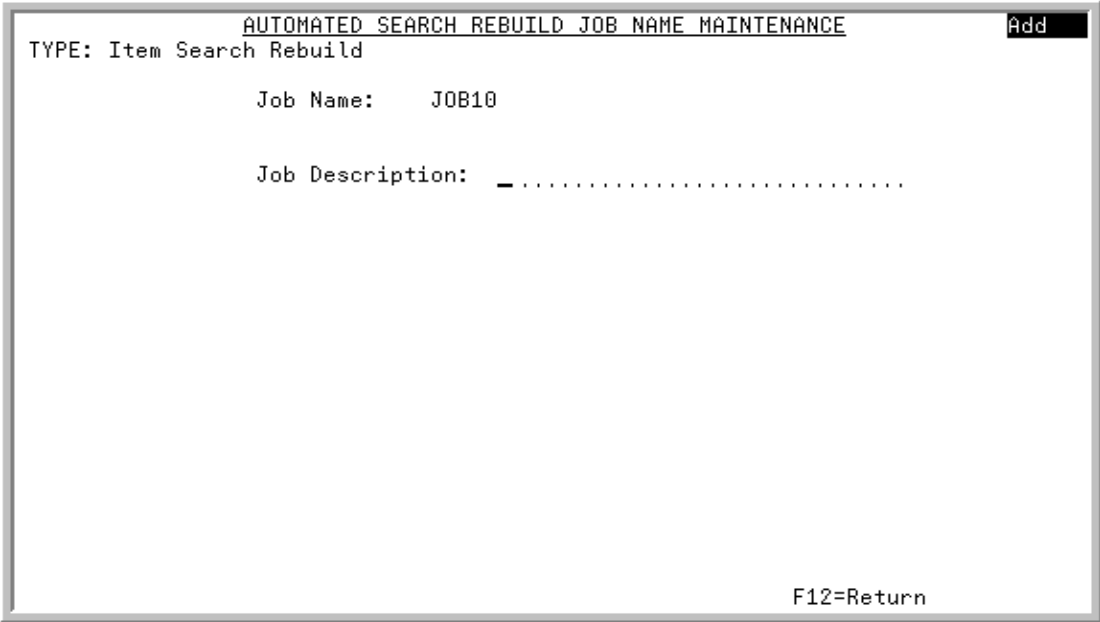 AUTOMATED SEARCH REBUILD JOB NAME MAINTENANCE Add
TYPE: Item Search Rebuild
Job Name: JOB10
Job Description: _..............................
F12=Return